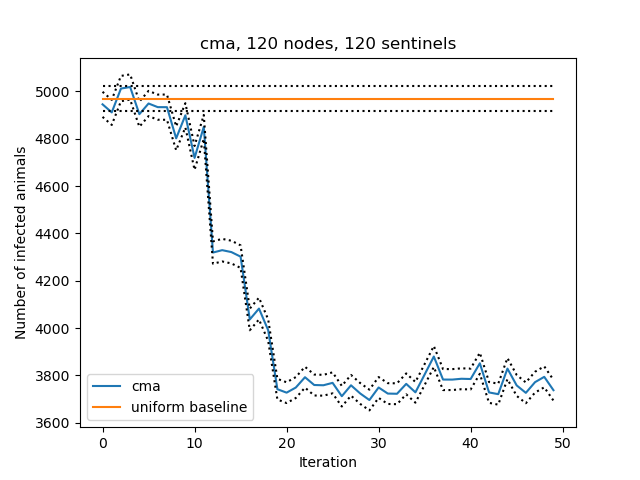 cma, 120 nodes, 120 sentinels
Number of infected animals
5000
4800
4600
4400
4200
4000
3800
3600
cma
uniform baseline
0
10
20
30
40
50
Iteration